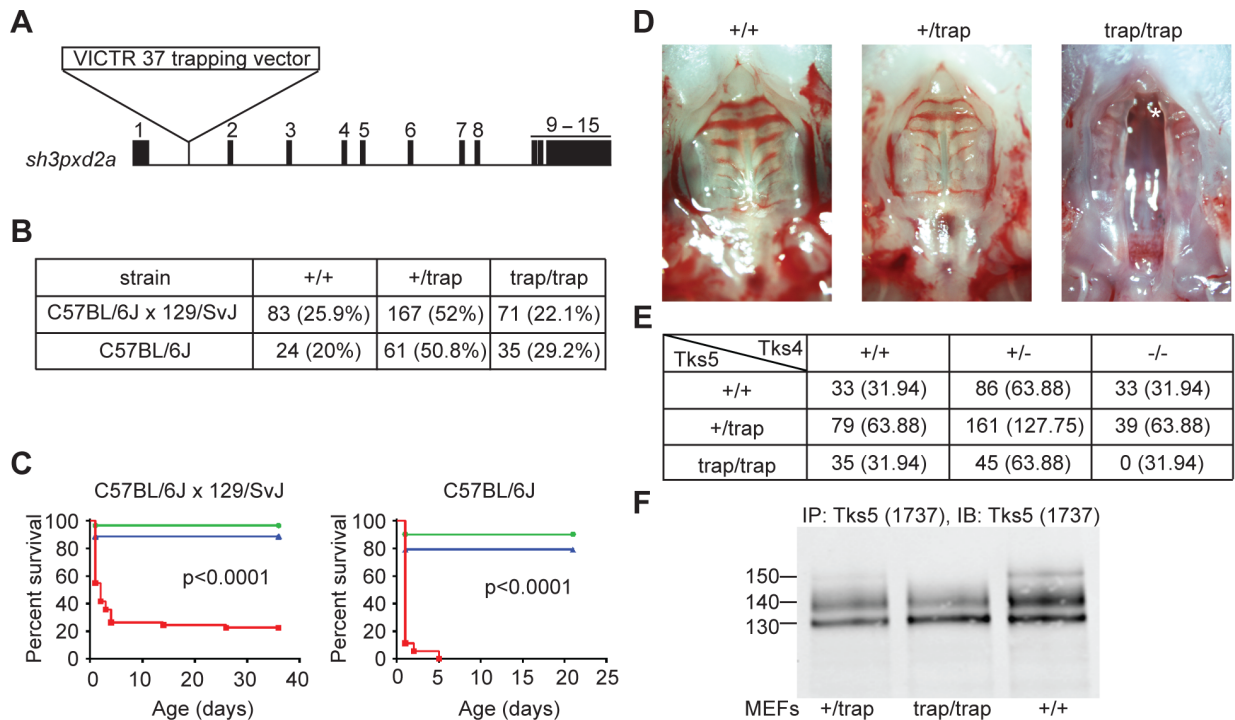 A
VICTR 37 trapping vector
1 2 3 4 5 6 7 8 9 – 15
sh3pxd2a
B
strain +/+ +/trap trap/trap
C57BL/6J x 129/SvJ 83 (25.9%) 167 (52%) 71 (22.1%)
C57BL/6J 24 (20%) 61 (50.8%) 35 (29.2%)
C
C57BL/6J x 129/SvJ
Percent survival
100
80
60
40
20
0
p<0.0001
0 10 20 30 40
Age (days)
C57BL/6J
Percent survival
100
80
60
40
20
0
p<0.0001
0 5 10 15 20 25
Age (days)
D
+/+ +/trap trap/trap
*
E
Tks5 Tks4 +/+ +/- -/-
+/+ 33 (31.94) 86 (63.88) 33 (31.94)
+/trap 79 (63.88) 161 (127.75) 39 (63.88)
trap/trap 35 (31.94) 45 (63.88) 0 (31.94)
F
IP: Tks5 (1737), IB: Tks5 (1737)
150
140
130
MEFs +/trap trap/trap +/+